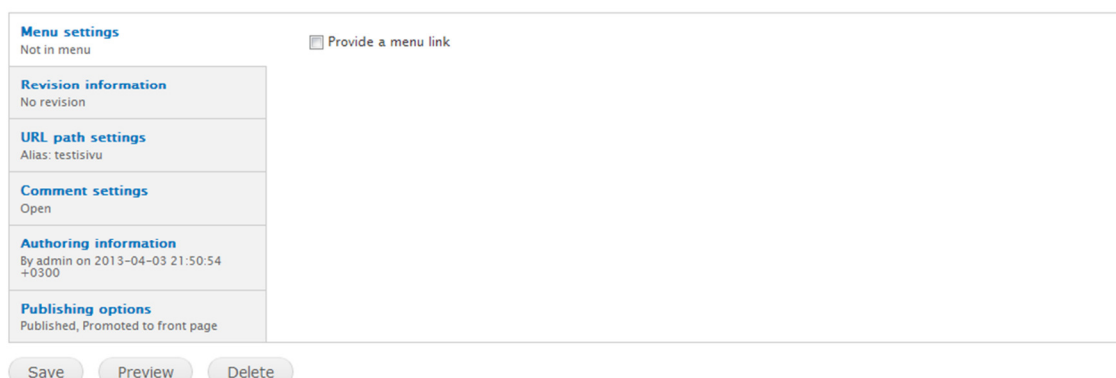 Menu settings
Not in menu
Provide a menu link
Revision information
No revision
URL path settings
Alias: testisivu
Comment settings
Open
Authoring information
By admin on 2013-04-03 21:50:54
+0300
Publishing options
Published, Promoted to front page
Save Preview Delete